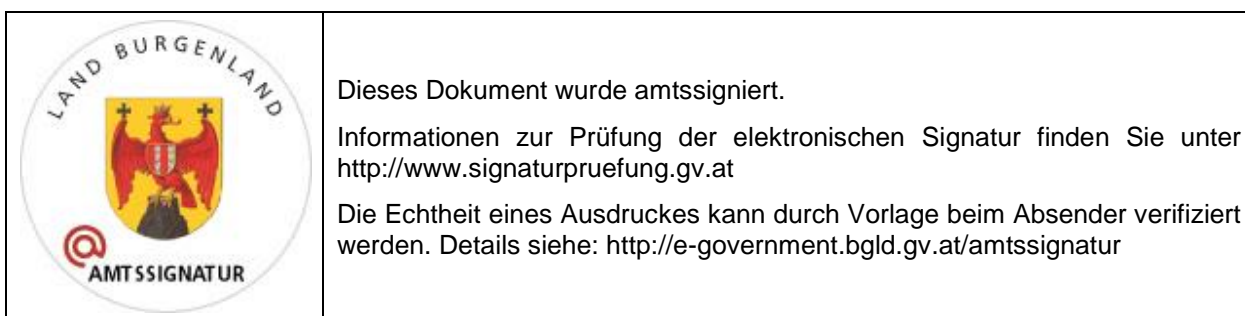 LAND BURGENLAND
@
AMTSSIGNATUR
Dieses Dokument wurde amtssigniert.
Informationen zur Prüfung der elektronischen Signatur finden Sie unter
http://www.signaturpruefung.gv.at
Die Echtheit eines Ausdruckes kann durch Vorlage beim Absender verifiziert
werden. Details siehe: http://e-government.bgld.gv.at/amtssignatur